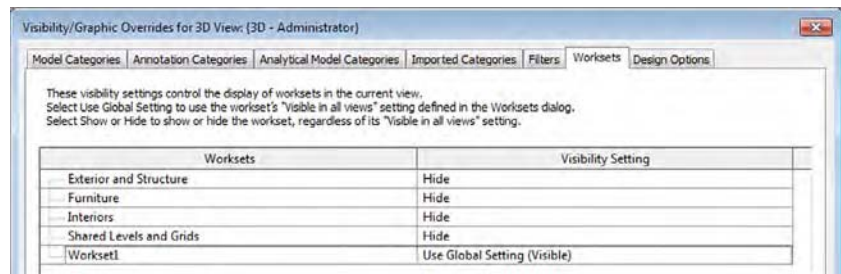 Visibility/Graphic Overrides for 3D View: {3D - Administrator}
Model Categories Annotation Categories Analytical Model Categories Imported Categories Filters Worksets Design Options
These visibility settings control the display of worksets in the current view.
Select Use Global Setting to use the workset's "Visible in all views" setting defined in the Worksets dialog.
Select Show or Hide to show or hide the workset, regardless of its "Visible in all views" setting.
Worksets Visibility Setting
Exterior and Structure Hide
Furniture Hide
Interiors Hide
Shared Levels and Grids Hide
Workset1 Use Global Setting (Visible)